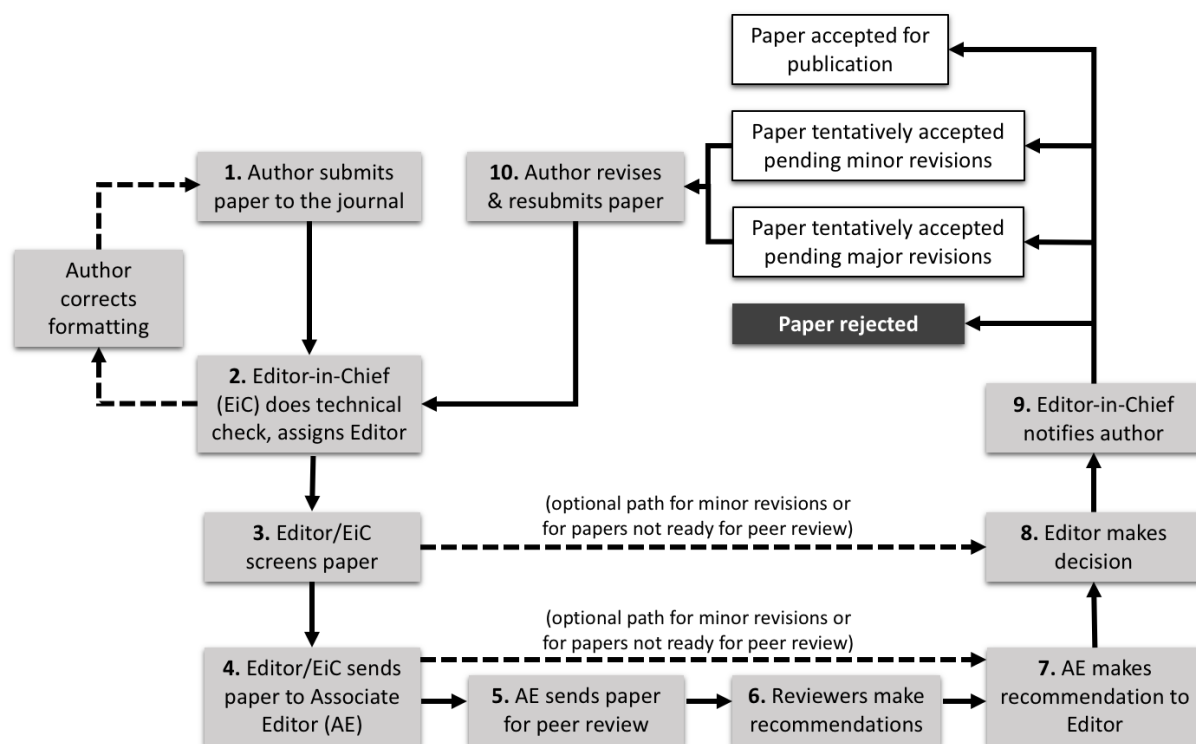 Paper accepted for
publication
Paper tentatively accepted
pending minor revisions
1. Author submits
paper to the journal
10. Author revises
& resubmits paper
Paper tentatively accepted
pending major revisions
Author
corrects
formatting
Paper rejected
2. Editor-in-Chief
(EiC) does technical
check, assigns Editor
9. Editor-in-Chief
notifies author
(optional path for minor revisions or
for papers not ready for peer review)
3. Editor/EiC
screens paper
8. Editor makes
decision
(optional path for minor revisions or
for papers not ready for peer review)
4. Editor/EiC sends
paper to Associate
Editor (AE)
5. AE sends paper
for peer review
6. Reviewers make
recommendations
7. AE makes
recommendation to
Editor